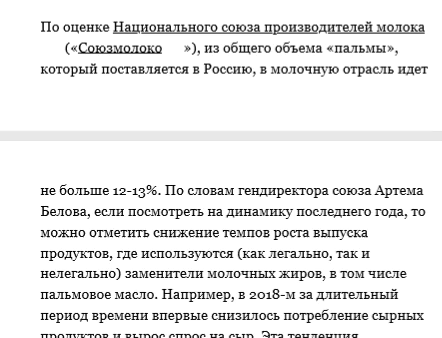 По оценке Национального союза производителей молока
(«Союзмолоко »), из общего объема «пальмы»,
который поставляется в Россию, в молочную отрасль идет
не больше 12-13%. По словам гендиректора союза Артема
Белова, если посмотреть на динамику последнего года, то
можно отметить снижение темпов роста выпуска
продуктов, где используются (как легально, так и
нелегально) заменители молочных жиров, в том числе
пальмовое масло. Например, в 2018-м за длительный
период времени впервые снизилось потребление сырных
продуктов и вырос спрос на сыр. Эта тенденция